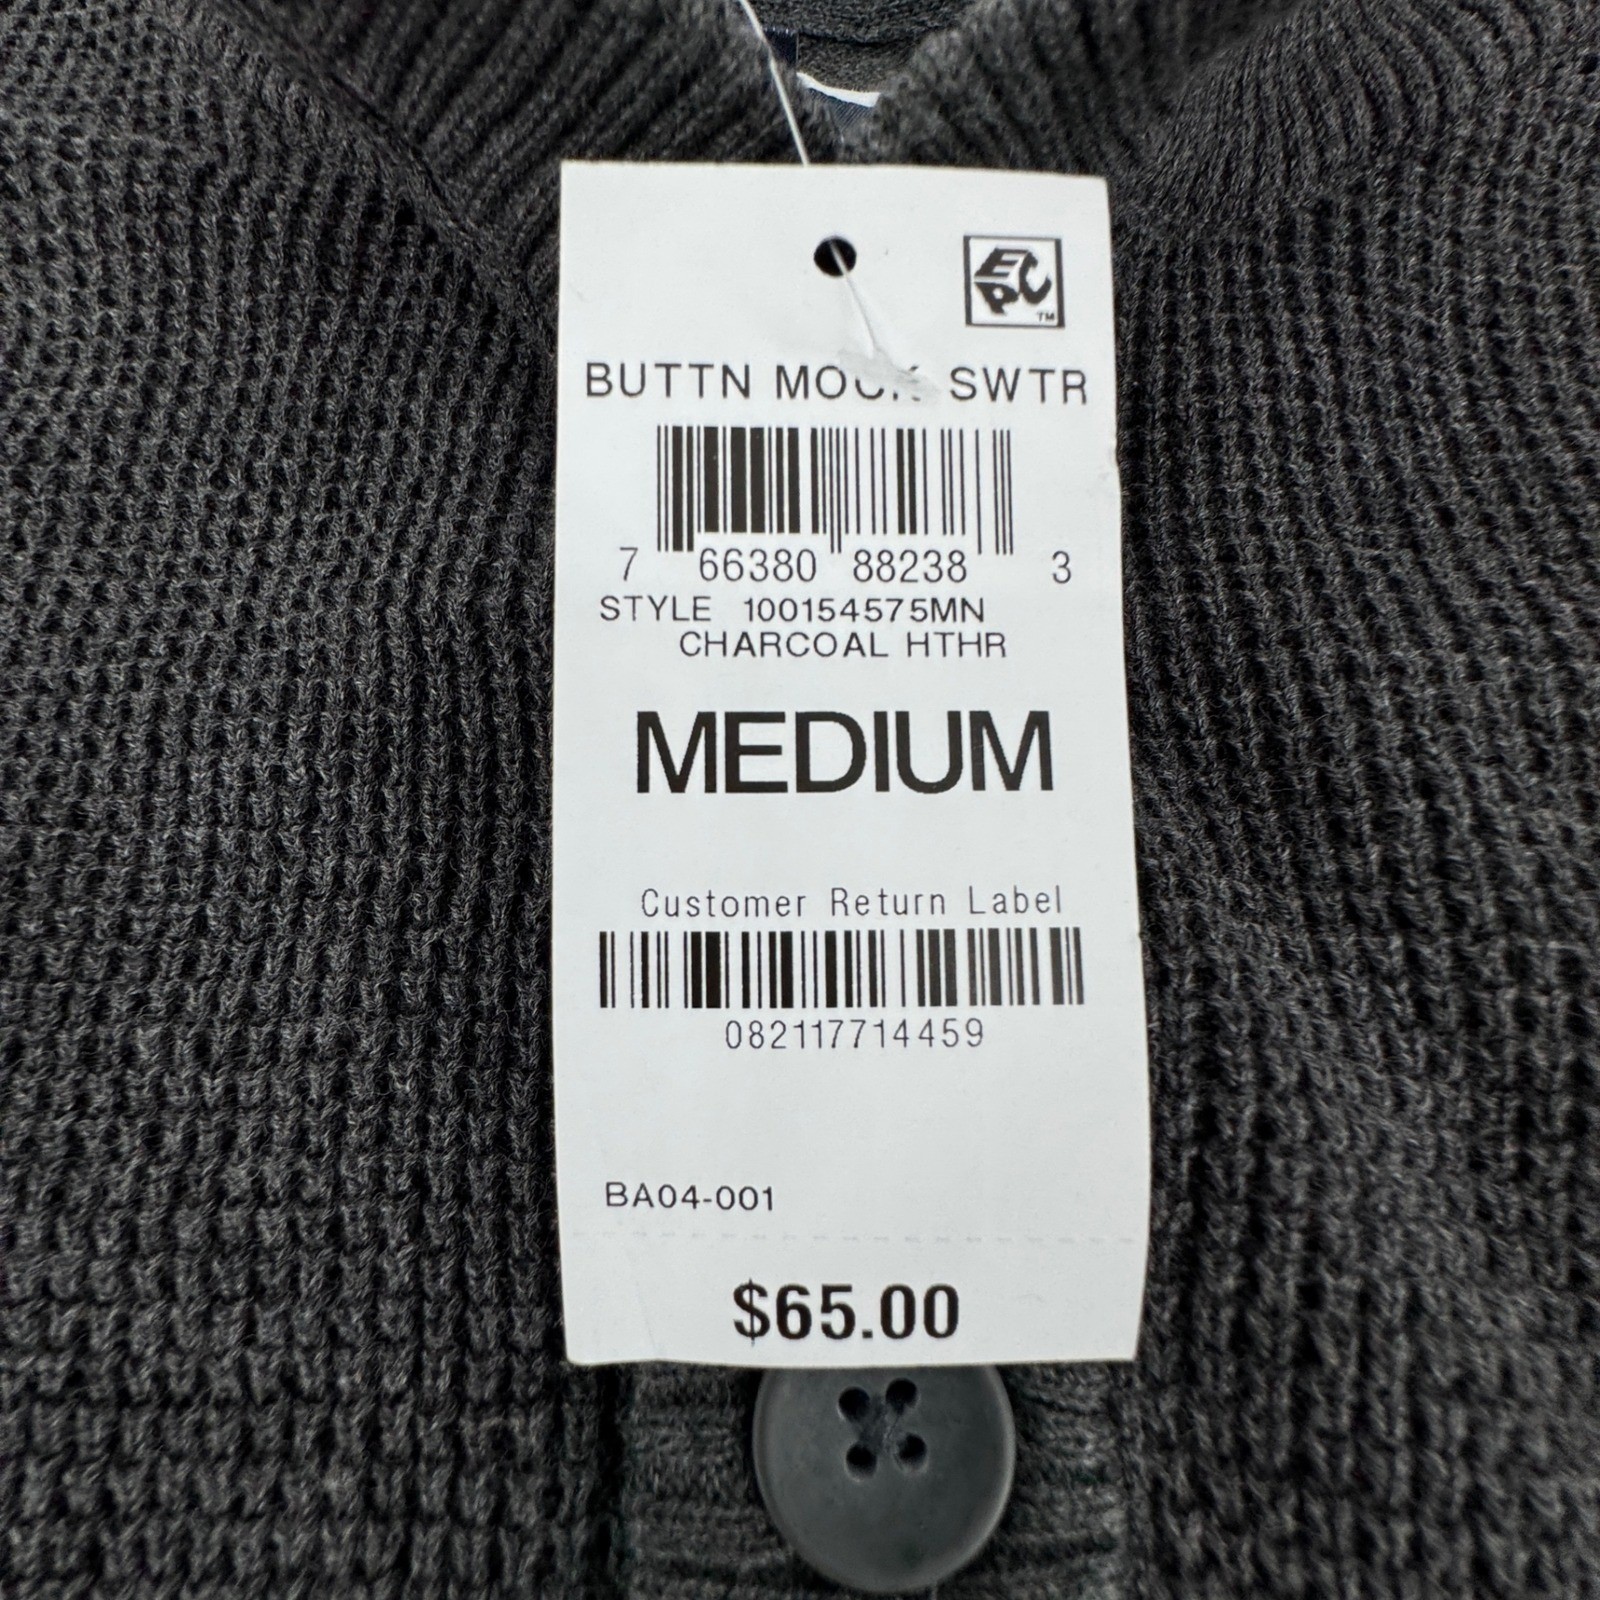 EPC
TM
BUTTN MOCK SWTR
7 66380 88238 3
STYLE 100154575MN
CHARCOAL HTHR
MEDIUM
Customer Return Label
082117714459
BA04-001
$65.00